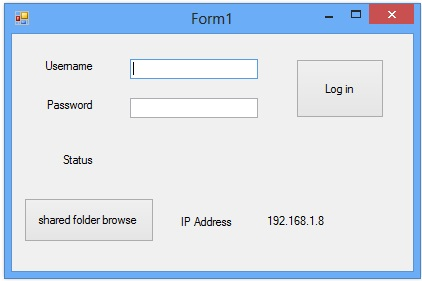 Form1
Username
Log in
Password
Status
shared folder browse
IP Address 192.168.1.8